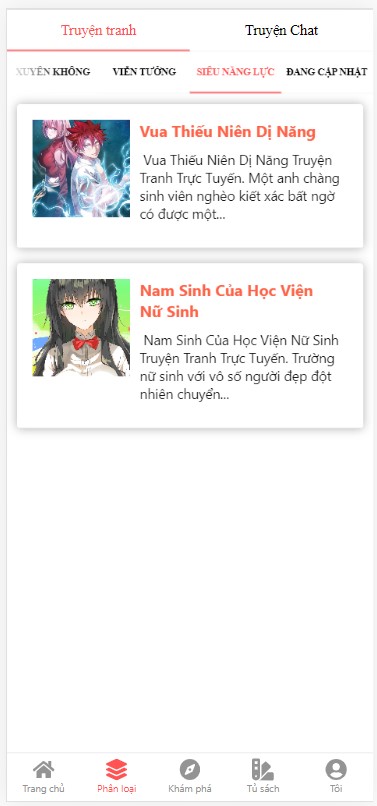 Truyện tranh Truyện Chat
XUYÊN KHÔNG VIỄN TƯỞNG SIÊU NĂNG LỰC ĐANG CẬP NHẬT
Vua Thiếu Niên Dị Năng
Vua Thiếu Niên Dị Năng Truyện
Tranh Trực Tuyến. Một anh chàng
sinh viên nghèo kiết xác bất ngờ
có được một...
Nam Sinh Của Học Viện
Nữ Sinh
Nam Sinh Của Học Viện Nữ Sinh
Truyện Tranh Trực Tuyến. Trường
nữ sinh với vô số người đẹp đột
nhiên chuyển...
Trang chủ Phân loại Khám phá Tủ sách Tôi